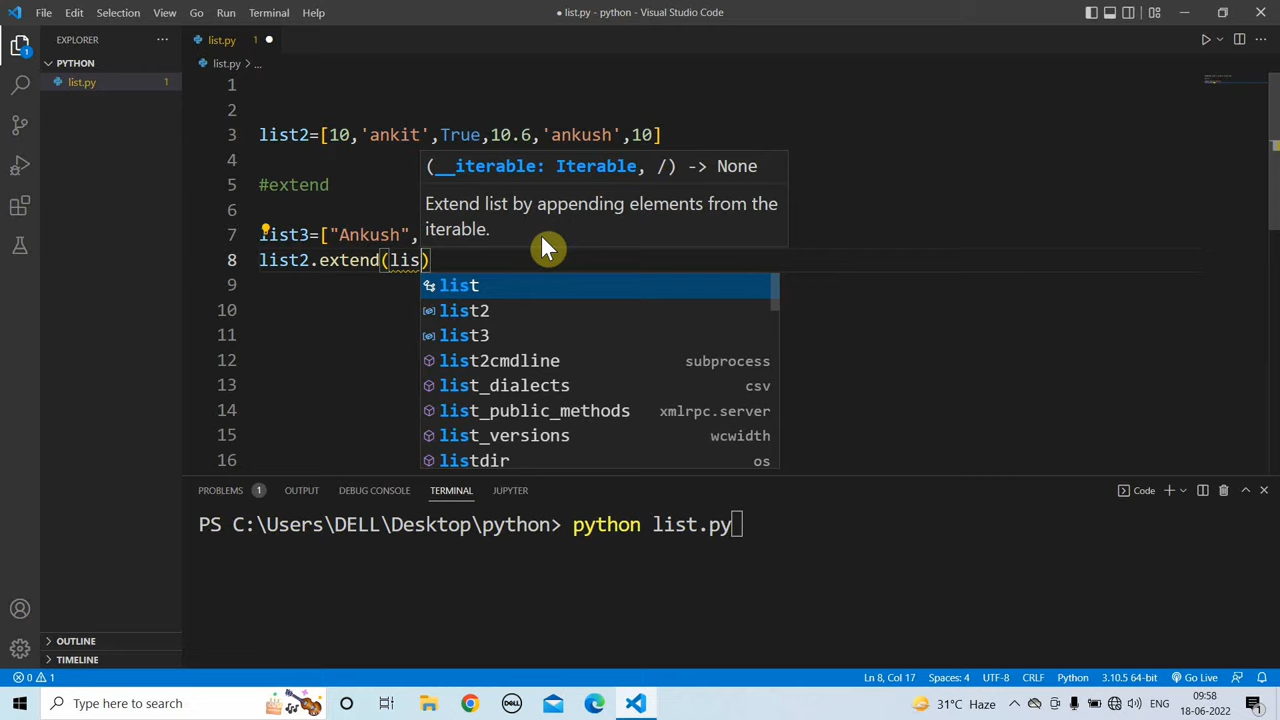 File Edit Selection View Go Run Terminal Help
● list.py - python - Visual Studio Code
EXPLORER
PYTHON
list.py 1
list.py 1
list.py > ...
1
2
3 list2=[10,'ankit',True,10.6,'ankush',10]
4
5 #extend
6
7 list3=["Ankush",
8 list2.extend(lis)
9
10
11
12
13
14
15
16
(__iterable: Iterable, /) -> None
Extend list by appending elements from the
iterable.
list
list2
list3
list2cmdline subprocess
list_dialects csv
list_public_methods xmlrpc.server
list_versions wcwidth
listdir os
PROBLEMS 1 OUTPUT DEBUG CONSOLE TERMINAL JUPYTER
Code
PS C:\Users\DELL\Desktop\python> python list.py
OUTLINE
TIMELINE
0 1
Ln 8, Col 17 Spaces: 4 UTF-8 CRLF Python 3.10.5 64-bit Go Live
Type here to search
DELL
31°C Haze
ENG
09:58
18-06-2022
1